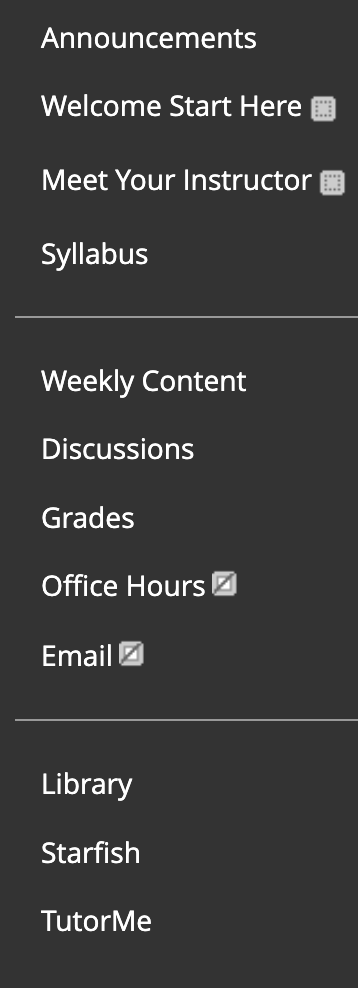 Announcements
Welcome Start Here
Meet Your Instructor
Syllabus
Weekly Content
Discussions
Grades
Office Hours
Email
Library
Starfish
TutorMe